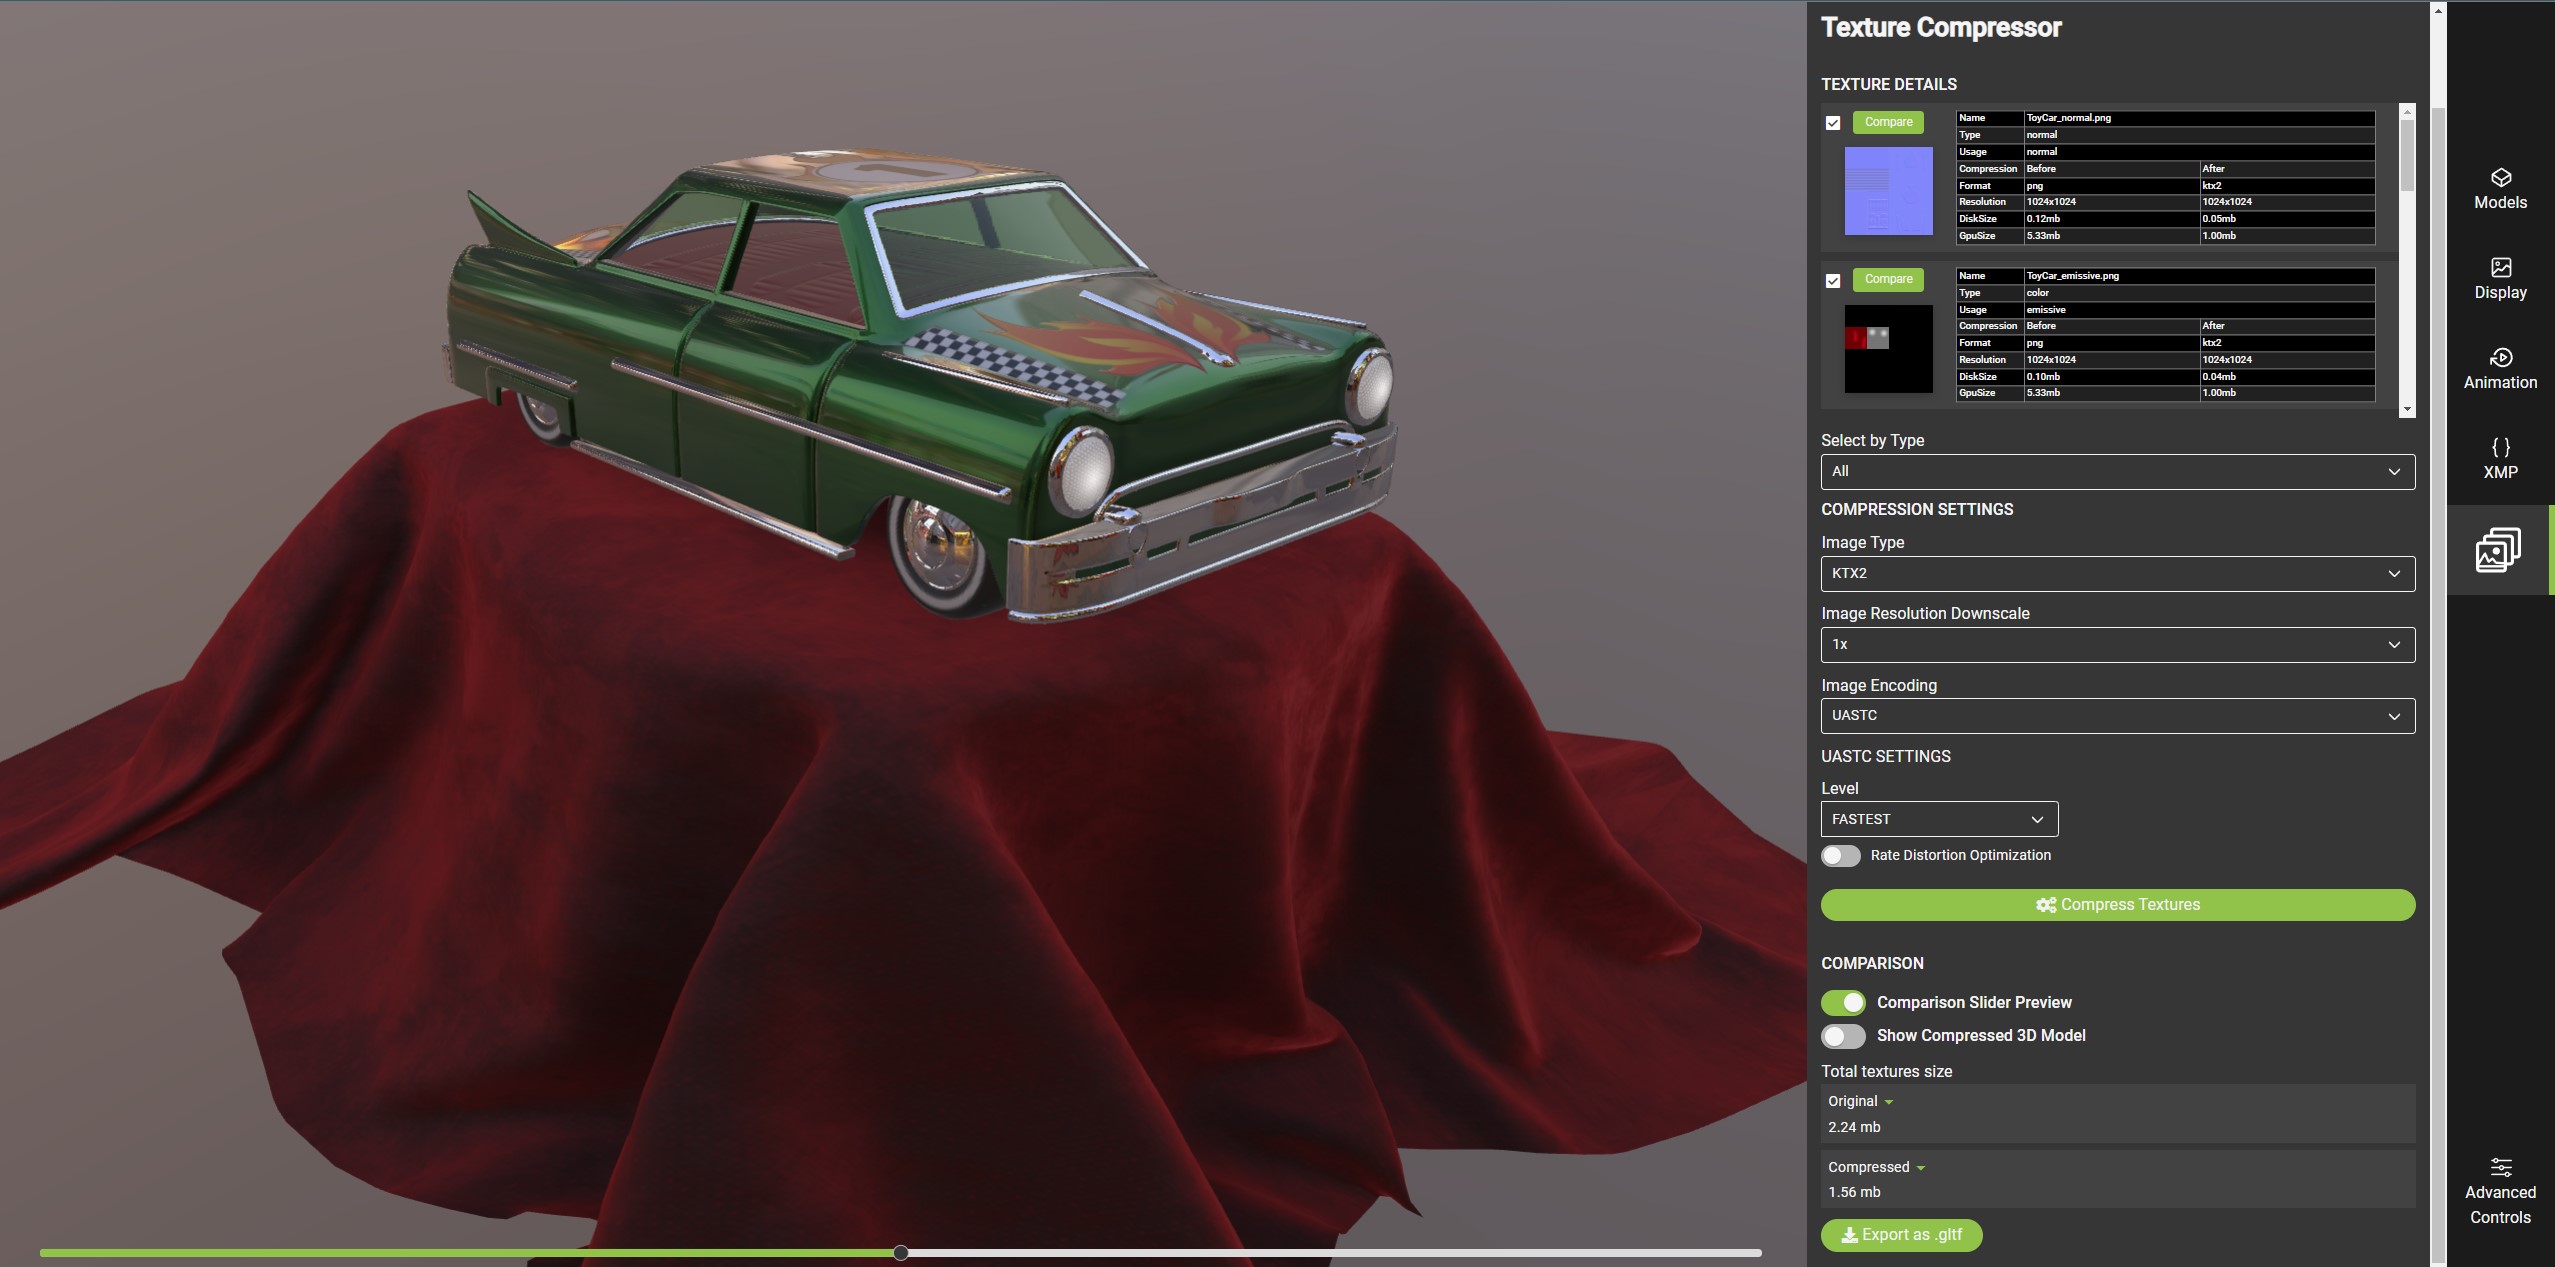 Texture Compressor
TEXTURE DETAILS
Compare
Name ToyCar_normal.png
Type normal
Usage normal
Compression Before After
Format png ktx2
Resolution 1024x1024 1024x1024
DiskSize 0.12mb 0.05mb
GpuSize 5.33mb 1.00mb
Compare
Name ToyCar_emissive.png
Type color
Usage emissive
Compression Before After
Format png ktx2
Resolution 1024x1024 1024x1024
DiskSize 0.10mb 0.04mb
GpuSize 5.33mb 1.00mb
Select by Type
All
COMPRESSION SETTINGS
Image Type
KTX2
Image Resolution Downscale
1x
Image Encoding
UASTC
UASTC SETTINGS
Level
FASTEST
Rate Distortion Optimization
Compress Textures
COMPARISON
Comparison Slider Preview
Show Compressed 3D Model
Total textures size
Original
2.24 mb
Compressed
1.56 mb
Export as .gltf
Models
Display
Animation
XMP
Advanced
Controls
1